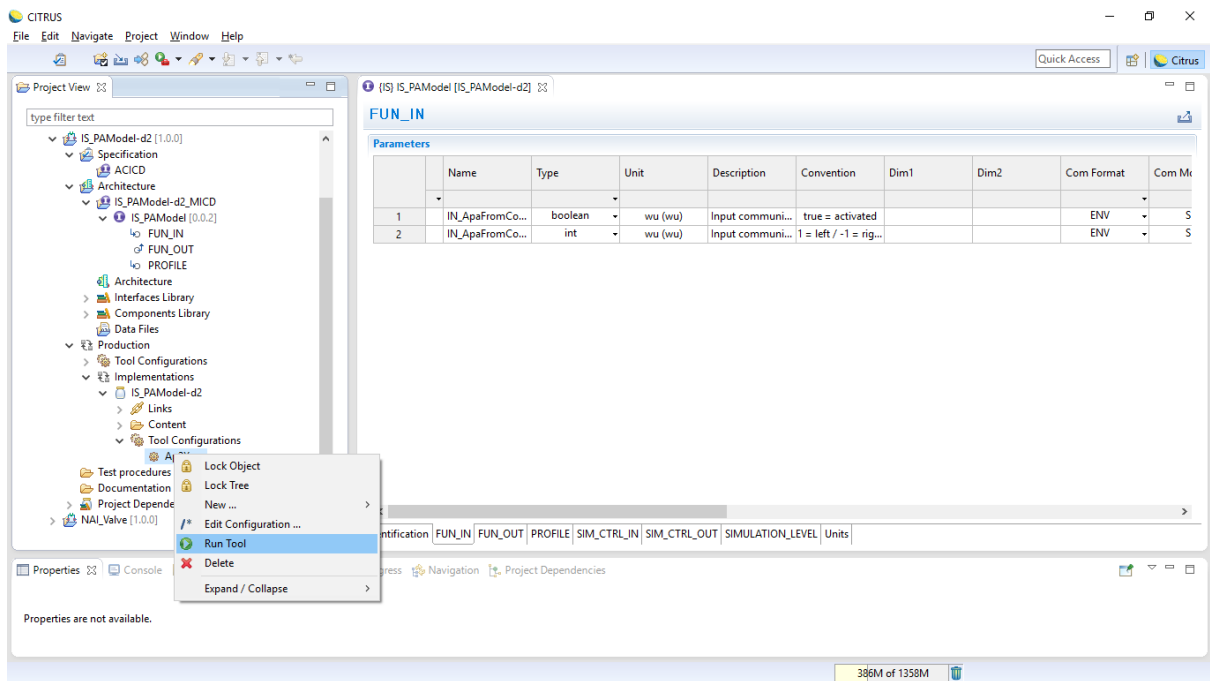 CITRUS
File Edit Navigate Project Window Help
Quick Access
Citrus
Project View
type filter text
IS_PAModel-d2 [1.0.0]
Specification
ACICD
Architecture
IS_PAModel-d2_MICD
IS_PAModel [0.0.2]
FUN_IN
FUN_OUT
PROFILE
Architecture
Interfaces Library
Components Library
Data Files
Production
Tool Configurations
Implementations
IS_PAModel-d2
Links
Content
Tool Configurations
Test procedures
Documentation
Project Depende
NAI_Valve [1.0.0]
Lock Object
Lock Tree
New ...
Edit Configuration ...
Run Tool
Delete
Expand / Collapse
{IS} IS_PAModel [IS_PAModel-d2]
FUN_IN
Parameters
Name Type Unit Description Convention Dim1 Dim2 Com Format Com Mo
1 IN_ApaFromCo... boolean wu (wu) Input communi... true = activated ENV S
2 IN_ApaFromCo... int wu (wu) Input communi... 1 = left / -1 = rig... ENV S
ntification FUN_IN FUN_OUT PROFILE SIM_CTRL_IN SIM_CTRL_OUT SIMULATION_LEVEL Units
Properties Console gress Navigation Project Dependencies
Properties are not available.
386M of 1358M